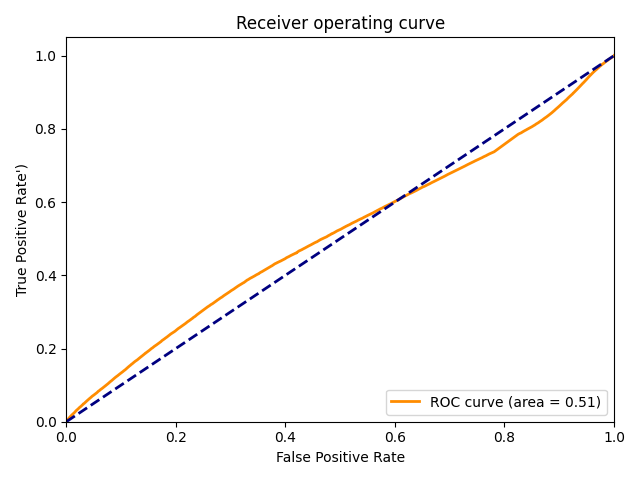 Receiver operating curve
True Positive Rate')
1.0
0.8
0.6
0.4
0.2
0.0
ROC curve (area = 0.51)
0.0 0.2 0.4 0.6 0.8 1.0
False Positive Rate